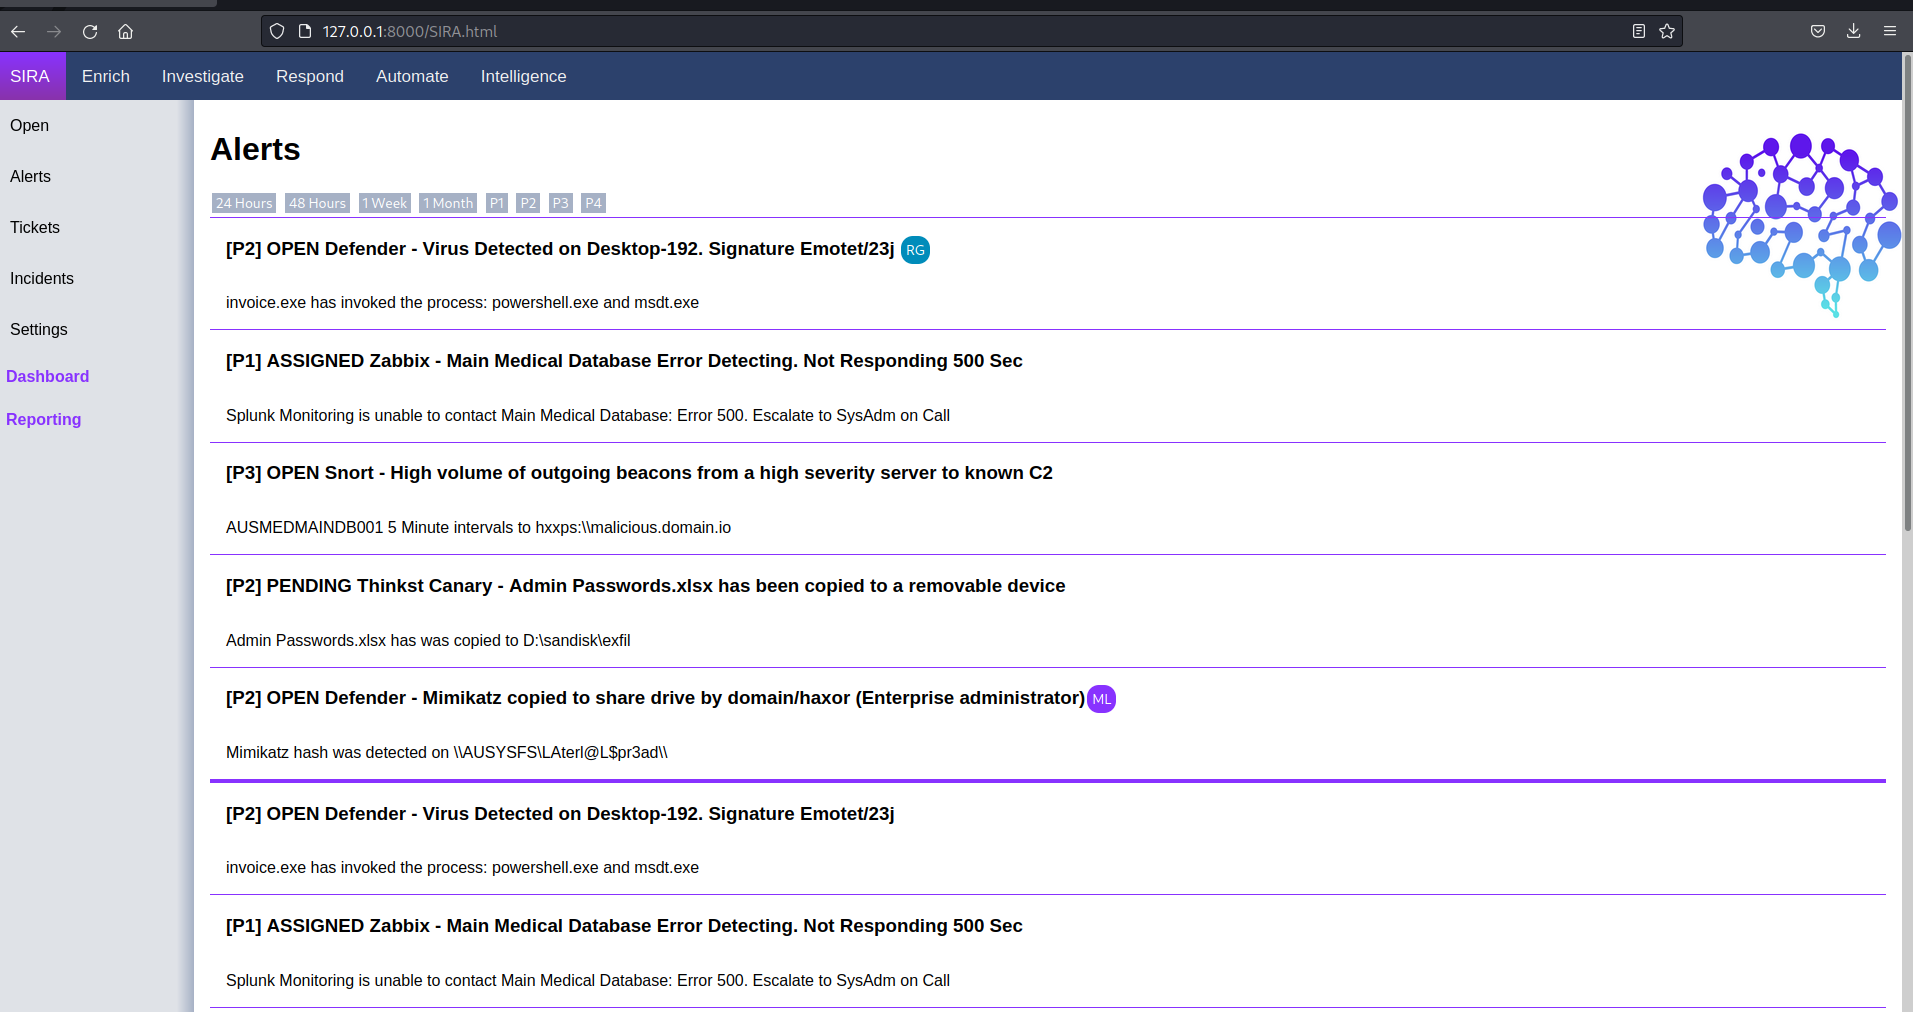 127.0.0.1:8000/SIRA.html
SIRA Enrich Investigate Respond Automate Intelligence
Open
Alerts
Tickets
Incidents
Settings
Dashboard
Reporting
Alerts
24 Hours 48 Hours 1 Week 1 Month P1 P2 P3 P4
[P2] OPEN Defender - Virus Detected on Desktop-192. Signature Emotet/23j RG
invoice.exe has invoked the process: powershell.exe and msdt.exe
[P1] ASSIGNED Zabbix - Main Medical Database Error Detecting. Not Responding 500 Sec
Splunk Monitoring is unable to contact Main Medical Database: Error 500. Escalate to SysAdm on Call
[P3] OPEN Snort - High volume of outgoing beacons from a high severity server to known C2
AUSMEDMAINDB001 5 Minute intervals to hxxps:\\malicious.domain.io
[P2] PENDING Thinkst Canary - Admin Passwords.xlsx has been copied to a removable device
Admin Passwords.xlsx has was copied to D:\sandisk\exfil
[P2] OPEN Defender - Mimikatz copied to share drive by domain/haxor (Enterprise administrator) ML
Mimikatz hash was detected on \\AUSYSFS\LAterl@L$pr3ad\\
[P2] OPEN Defender - Virus Detected on Desktop-192. Signature Emotet/23j
invoice.exe has invoked the process: powershell.exe and msdt.exe
[P1] ASSIGNED Zabbix - Main Medical Database Error Detecting. Not Responding 500 Sec
Splunk Monitoring is unable to contact Main Medical Database: Error 500. Escalate to SysAdm on Call